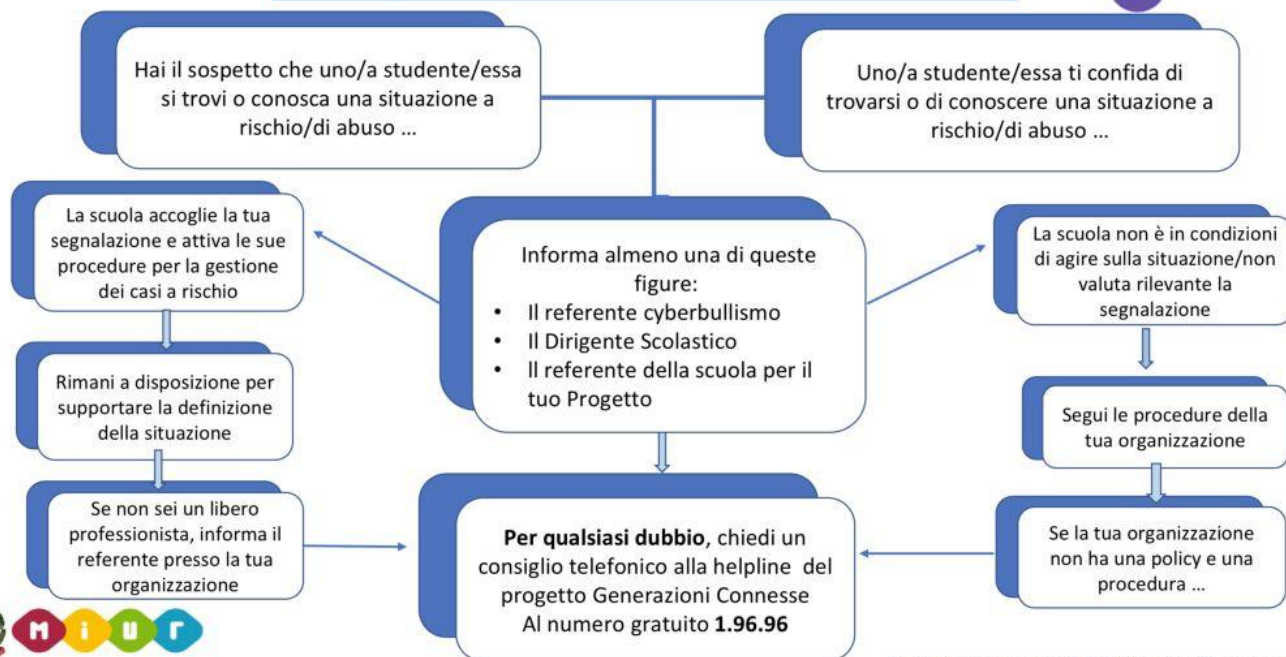 Hai il sospetto che uno/a studente/essa
si trovi o conosca una situazione a
rischio/di abuso ...
Uno/a studente/essa ti confida di
trovarsi o di conoscere una situazione a
rischio/di abuso ...
La scuola accoglie la tua
segnalazione e attiva le sue
procedure per la gestione
dei casi a rischio
Informa almeno una di queste
figure:
• Il referente cyberbullismo
• Il Dirigente Scolastico
• Il referente della scuola per il
tuo Progetto
La scuola non è in condizioni
di agire sulla situazione/non
valuta rilevante la
segnalazione
Rimani a disposizione per
supportare la definizione
della situazione
Segui le procedure della
tua organizzazione
Se non sei un libero
professionista, informa il
referente presso la tua
organizzazione
Per qualsiasi dubbio, chiedi un
consiglio telefonico alla helpline del
progetto Generazioni Connesse
Al numero gratuito 1.96.96
Se la tua organizzazione
non ha una policy e una
procedura ...
miur